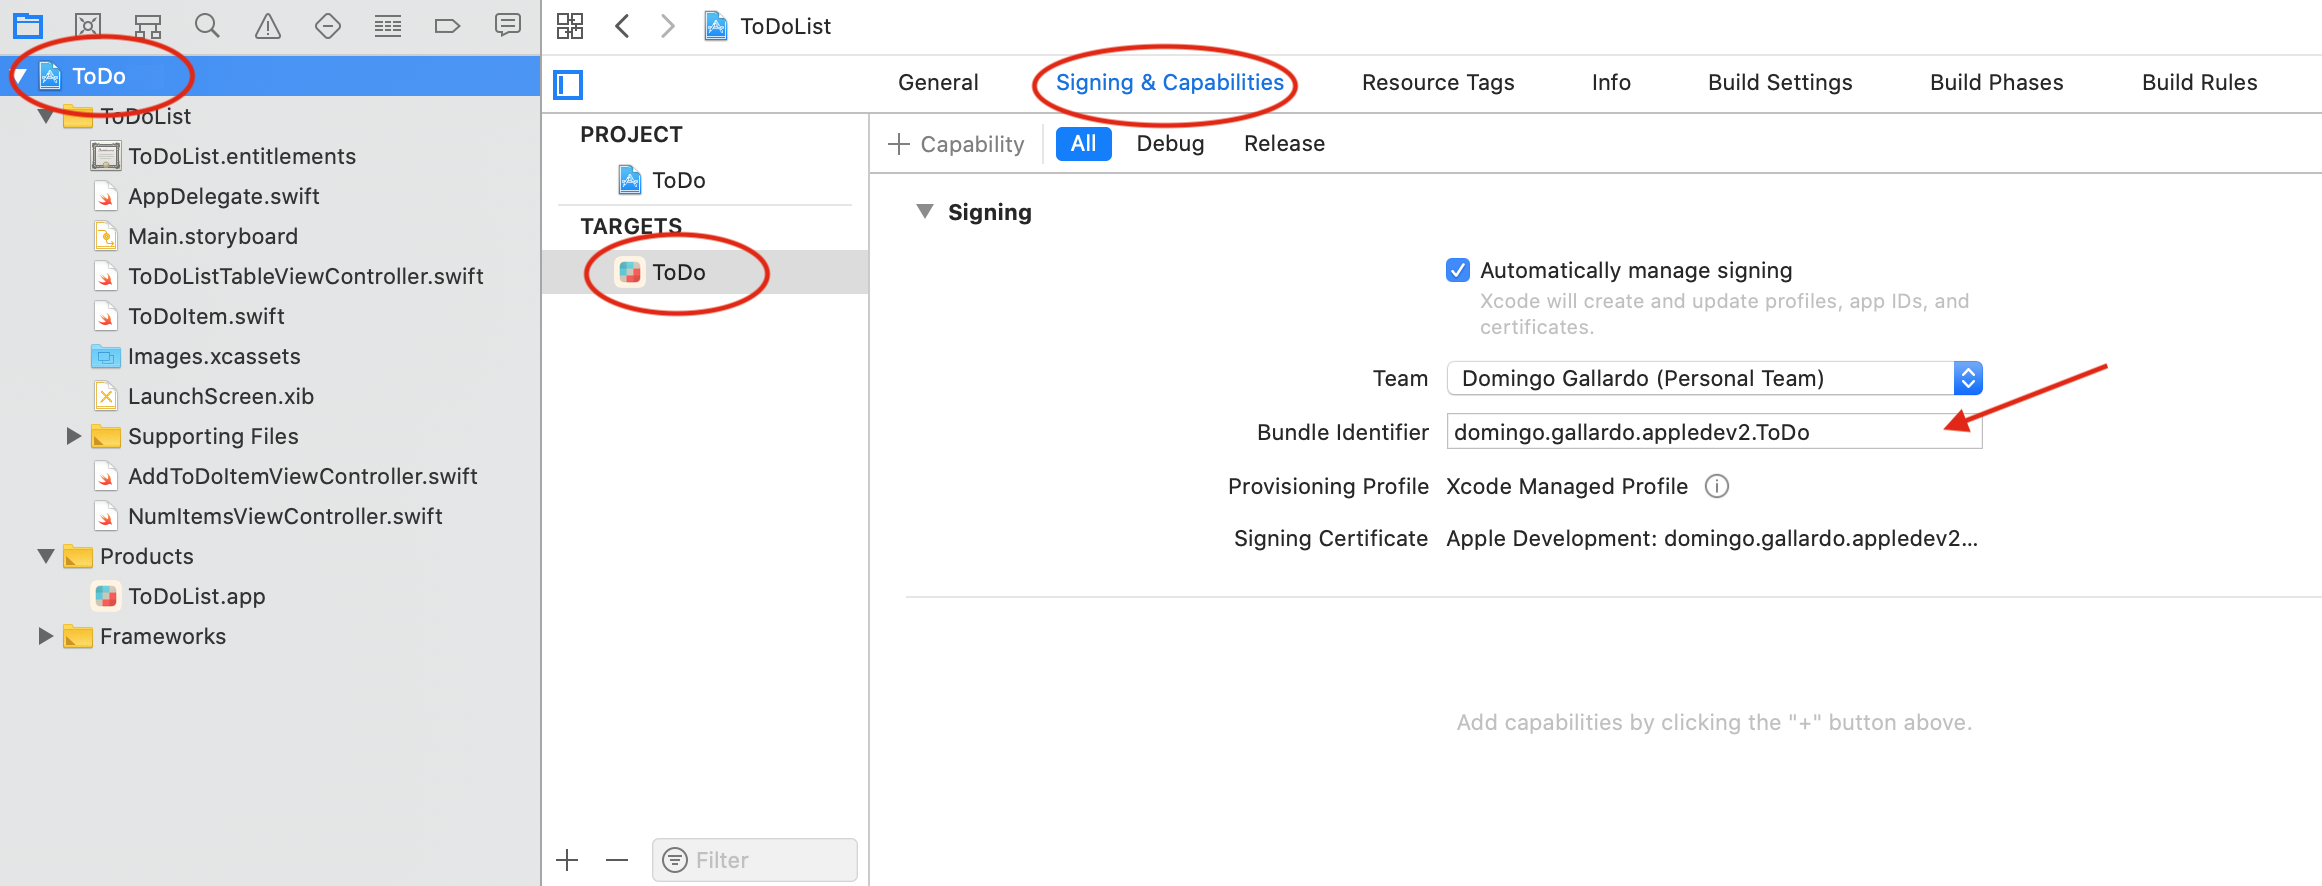 ToDo
ToDoList
ToDoList.entitlements
AppDelegate.swift
Main.storyboard
ToDoListTableViewController.swift
ToDoItem.swift
Images.xcassets
LaunchScreen.xib
Supporting Files
AddToDoItemViewController.swift
NumItemsViewController.swift
Products
ToDoList.app
Frameworks
ToDoList
General Signing & Capabilities Resource Tags Info Build Settings Build Phases Build Rules
PROJECT
ToDo
TARGETS
ToDo
Filter
Capability All Debug Release
Signing
Automatically manage signing
Xcode will create and update profiles, app IDs, and
certificates.
Team Domingo Gallardo (Personal Team)
Bundle Identifier domingo.gallardo.appledev2.ToDo
Provisioning Profile Xcode Managed Profile
Signing Certificate Apple Development: domingo.gallardo.appledev2...
Add capabilities by clicking the "+" button above.